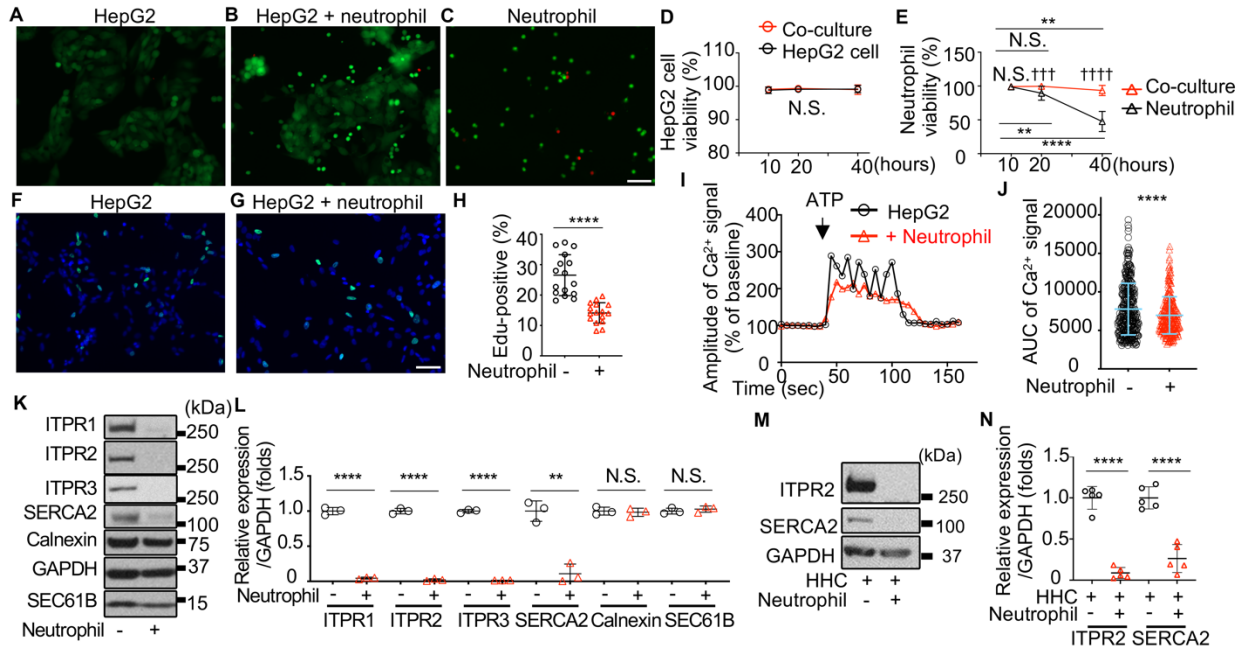 A HepG2
B HepG2 + neutrophil
C Neutrophil
D
Co-culture
HepG2 cell
HepG2 cell
viability (%)
110
100
90
80
N.S.
10 20 40 (hours)
E
**
N.S.
N.S. ††† ††††
Co-culture
Neutrophil
**
****
Neutrophil
viability (%)
100
50
0
10 20 40 (hours)
F HepG2
G HepG2 + neutrophil
H
****
Edu-positive (%)
40
30
20
10
0
Neutrophil - +
I
ATP
HepG2
+ Neutrophil
Amplitude of Ca²⁺ signal
(% of baseline)
400
300
200
100
0
0 50 100 150
Time (sec)
J
****
AUC of Ca²⁺ signal
20000
15000
10000
5000
0
Neutrophil - +
K
(kDa)
ITPR1 250
ITPR2 250
ITPR3 250
SERCA2 100
Calnexin 75
GAPDH 37
SEC61B 15
Neutrophil - +
L
Relative expression
/GAPDH (folds)
1.5
1.0
0.5
0
**** **** **** ** N.S. N.S.
Neutrophil - + - + - + - + - + - +
ITPR1 ITPR2 ITPR3 SERCA2 Calnexin SEC61B
M
(kDa)
ITPR2 250
SERCA2 100
GAPDH 37
HHC + +
Neutrophil - +
N
**** ****
Relative expression
/GAPDH (folds)
1.5
1.0
0.5
0
HHC + + + +
Neutrophil - + - +
ITPR2 SERCA2